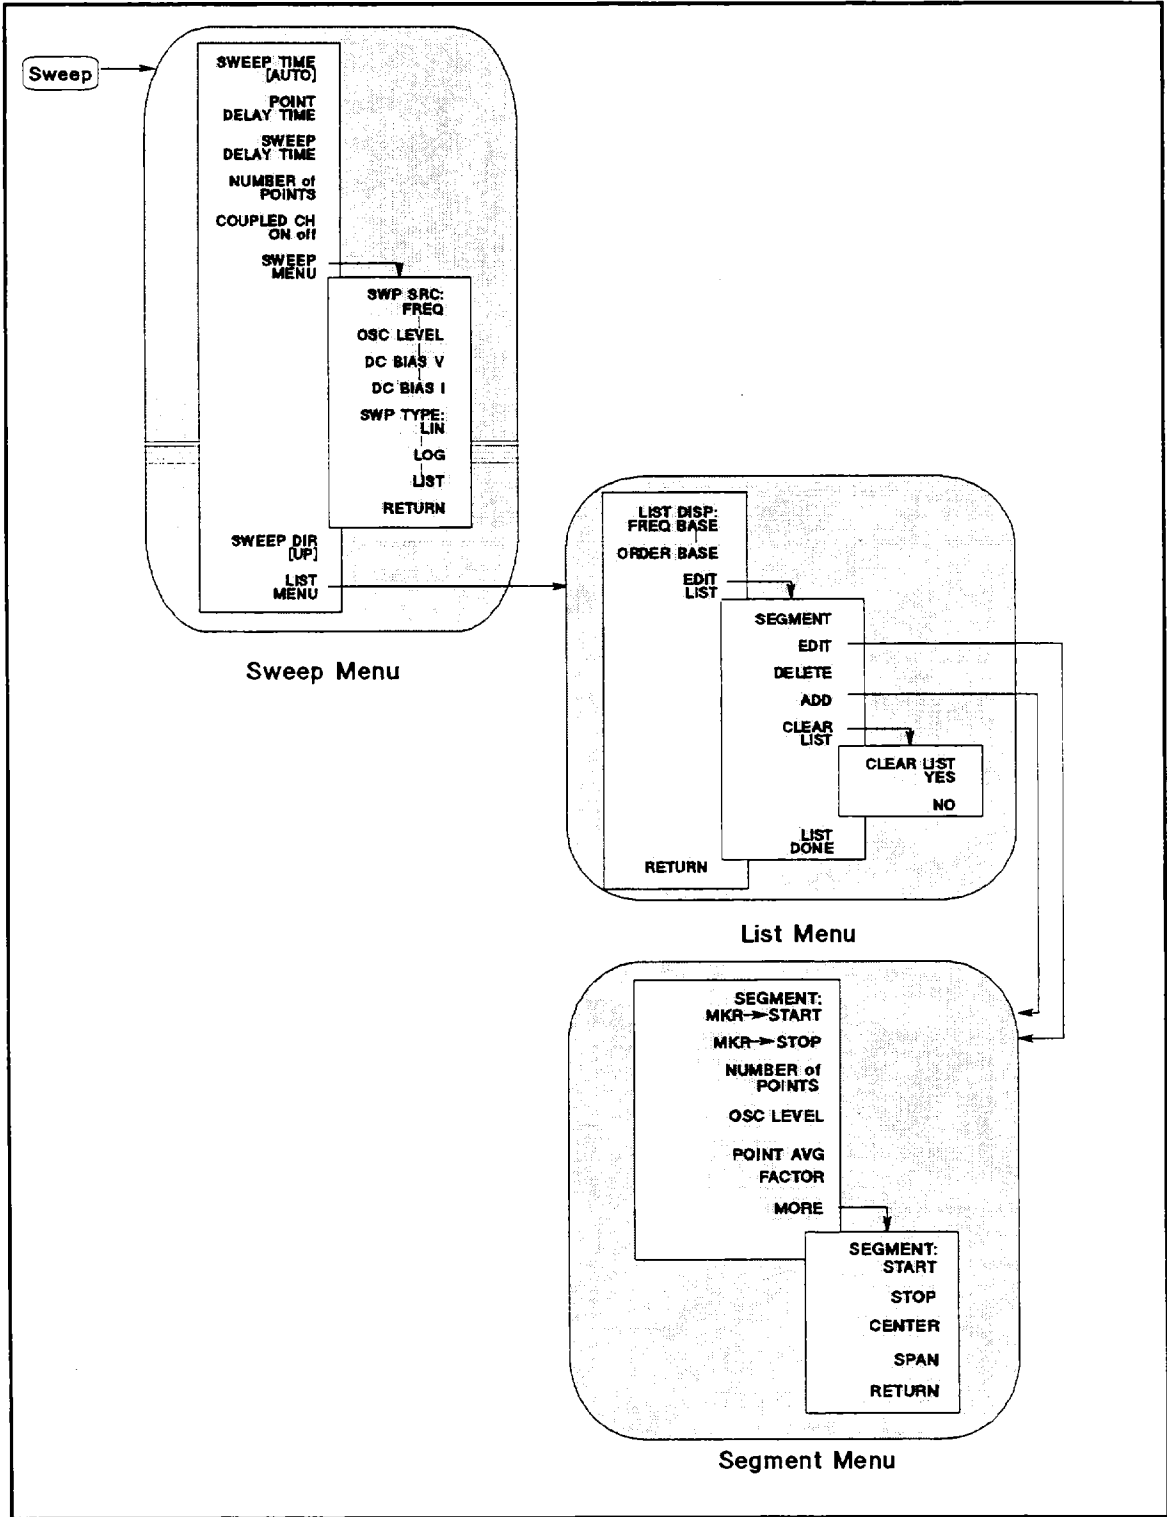 Sweep
SWEEP TIME
[AUTO]
POINT
DELAY TIME
SWEEP
DELAY TIME
NUMBER of
POINTS
COUPLED CH
ON off
SWEEP
MENU
SWP SRC:
FREQ
OSC LEVEL
DC BIAS V
DC BIAS I
SWP TYPE:
LIN
LOG
LIST
RETURN
SWEEP DIR
[UP]
LIST
MENU
Sweep Menu
LIST DISP:
FREQ BASE
ORDER BASE
EDIT
LIST
SEGMENT
EDIT
DELETE
ADD
CLEAR
LIST
CLEAR LIST
YES
NO
LIST
DONE
RETURN
List Menu
SEGMENT:
MKR→START
MKR→STOP
NUMBER of
POINTS
OSC LEVEL
POINT AVG
FACTOR
MORE
SEGMENT:
START
STOP
CENTER
SPAN
RETURN
Segment Menu